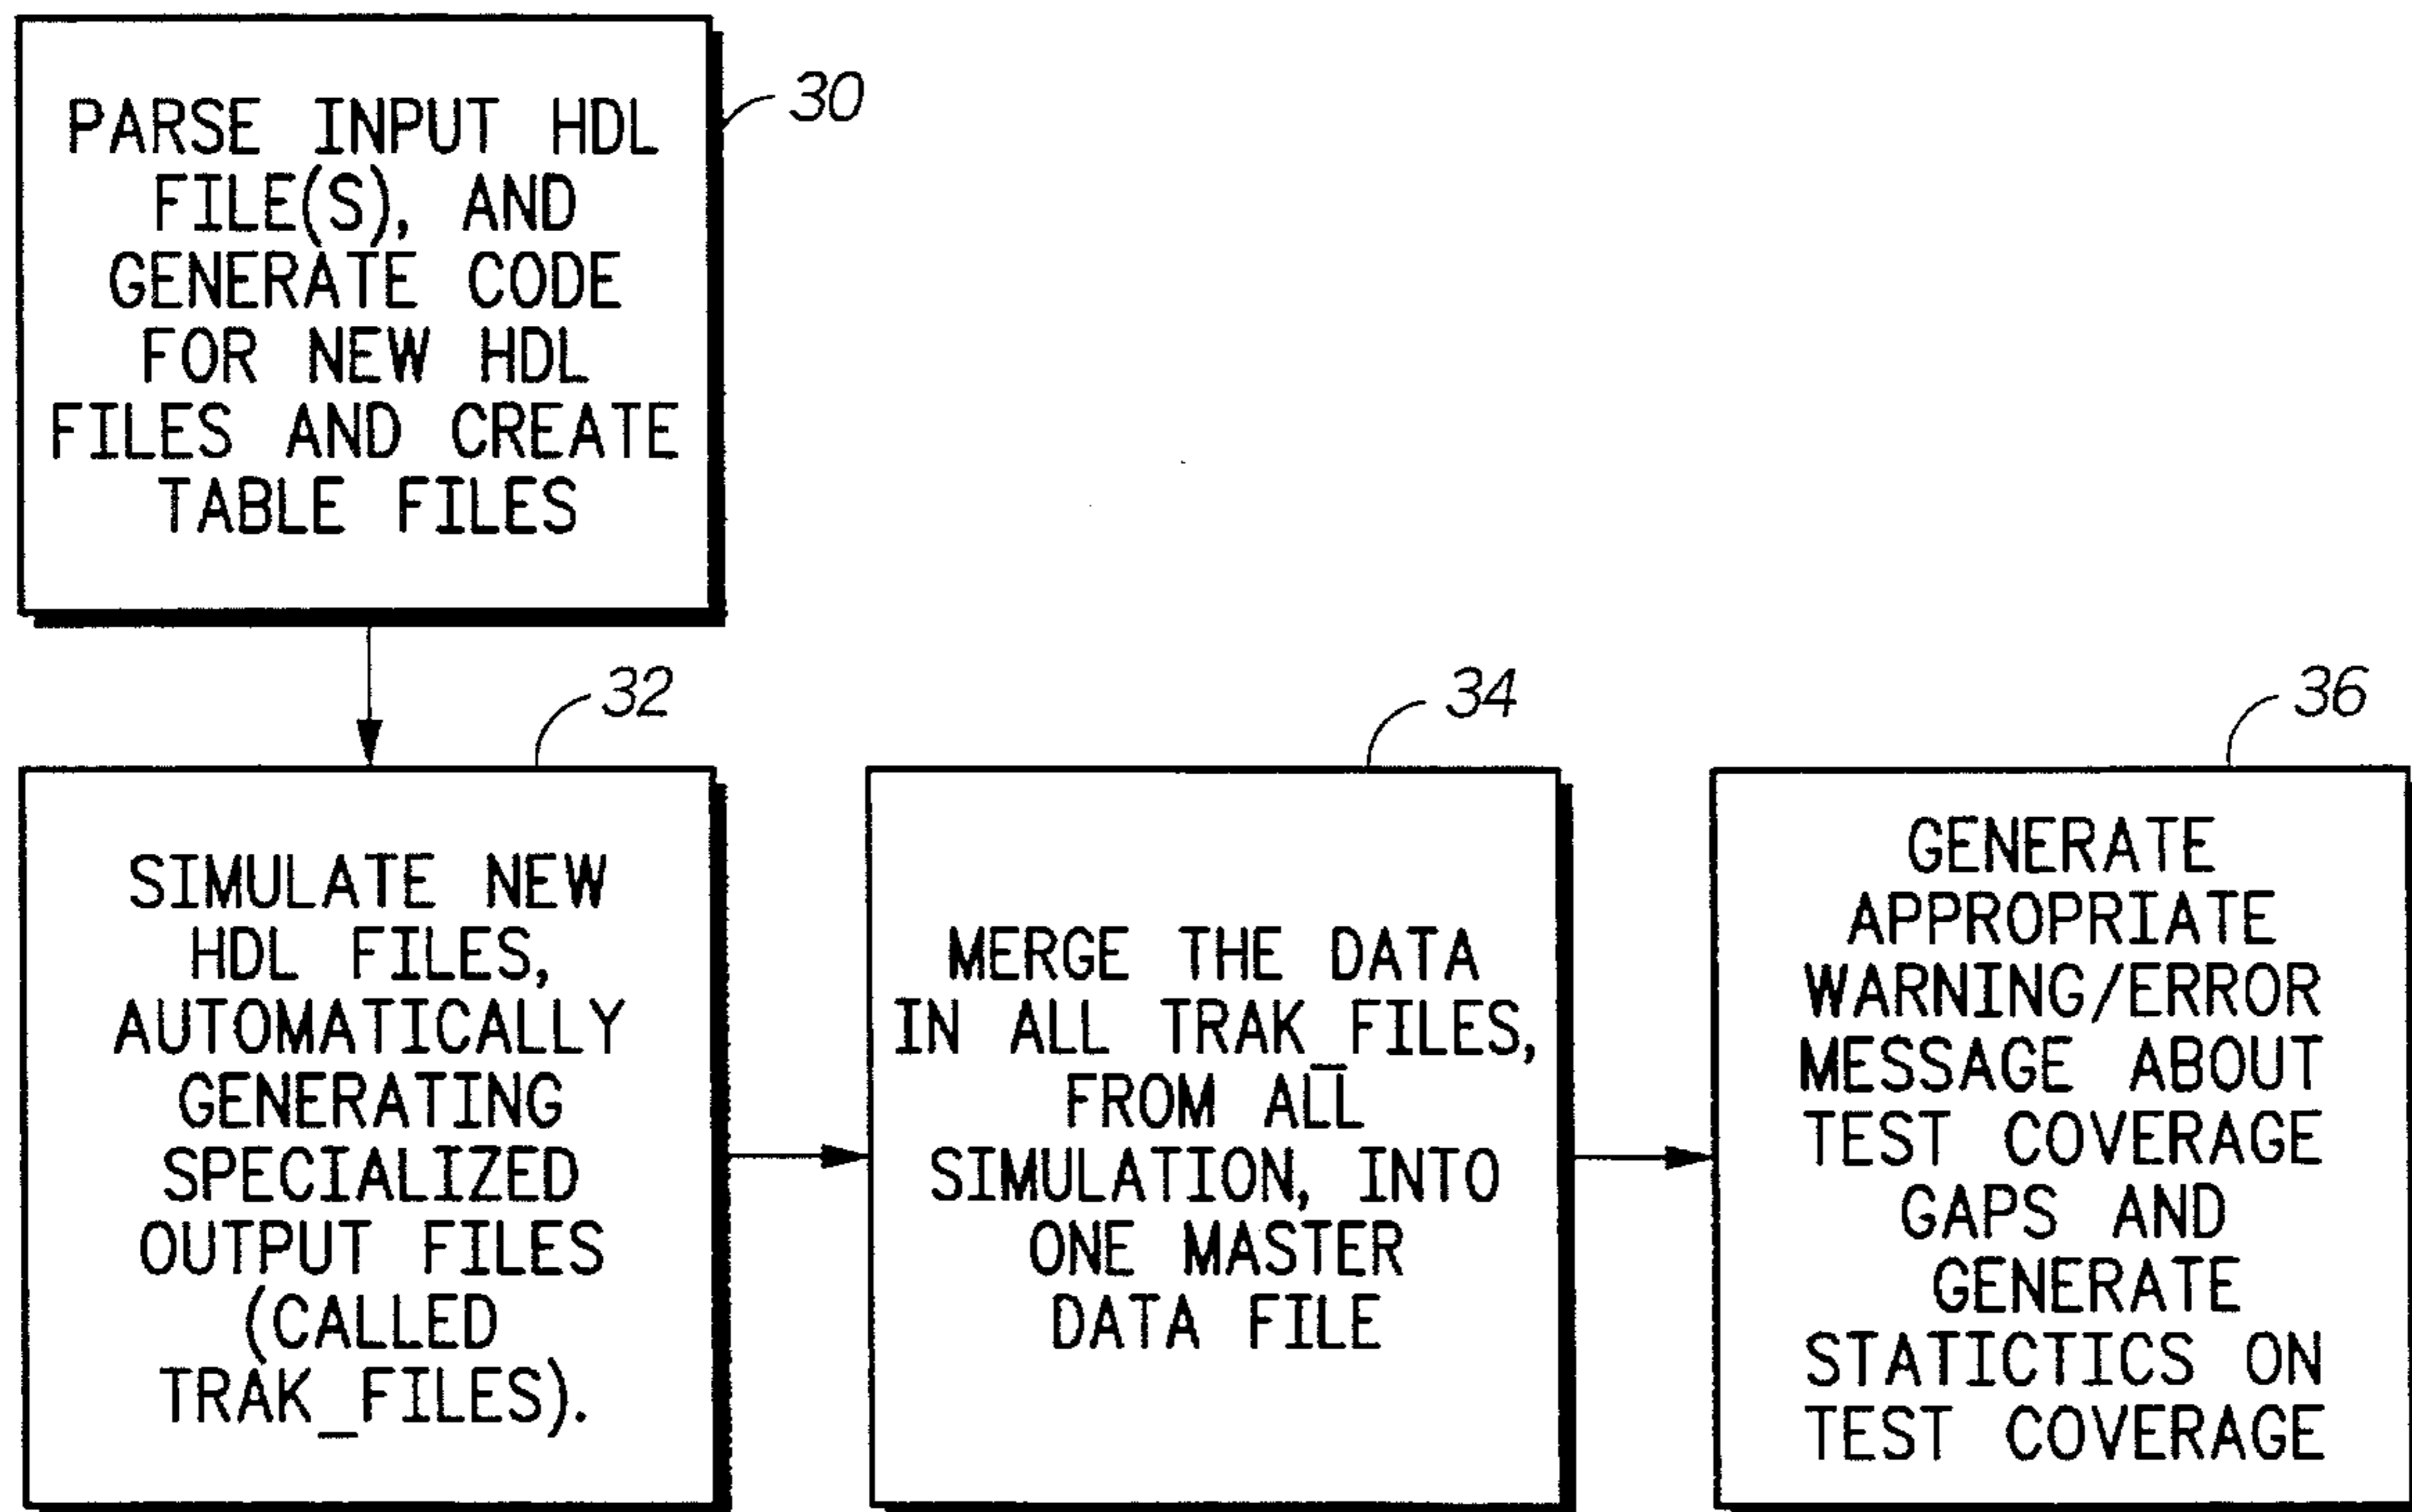 30
PARSE INPUT HDL
FILE(S), AND
GENERATE CODE
FOR NEW HDL
FILES AND CREATE
TABLE FILES
32
SIMULATE NEW
HDL FILES,
AUTOMATICALLY
GENERATING
SPECIALIZED
OUTPUT FILES
(CALLED
TRAK_FILES).
34
MERGE THE DATA
IN ALL TRAK_FILES,
FROM ALL
SIMULATION, INTO
ONE MASTER
DATA FILE
36
GENERATE
APPROPRIATE
WARNING/ERROR
MESSAGE ABOUT
TEST COVERAGE
GAPS AND
GENERATE
STATICTICS ON
TEST COVERAGE